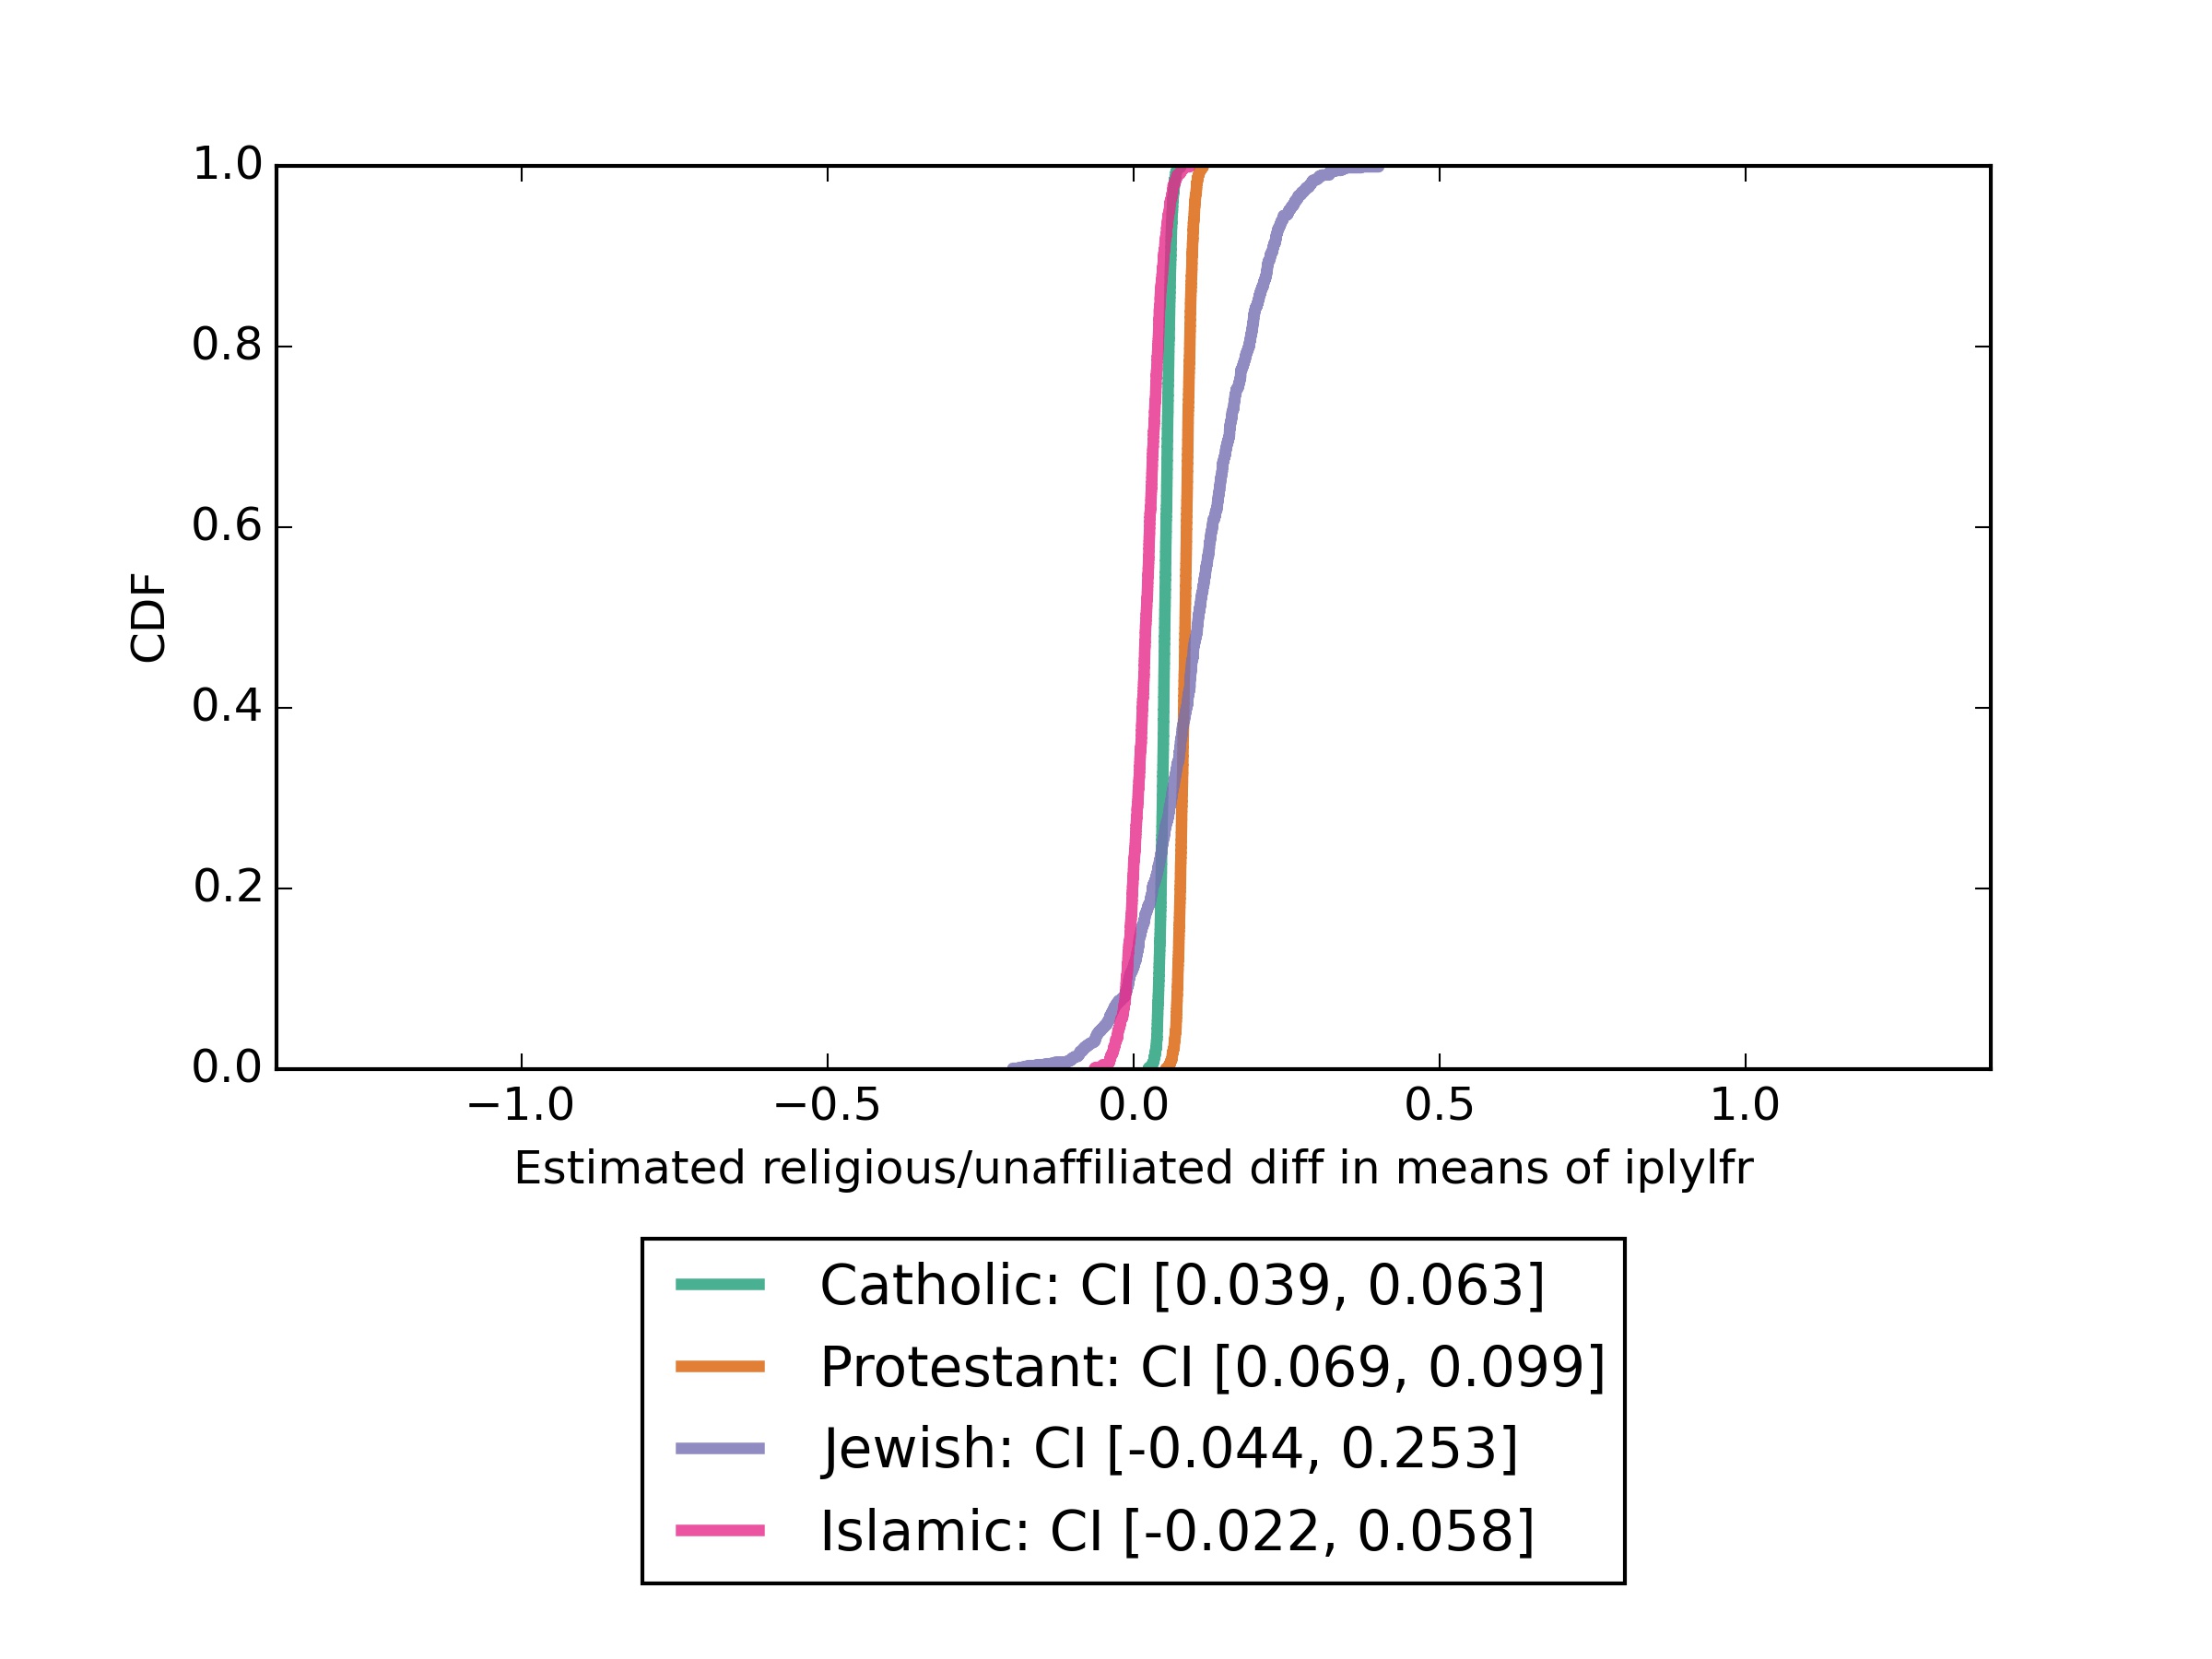 1.0
0.8
0.6
0.4
0.2
0.0
CDF
−1.0 −0.5 0.0 0.5 1.0
Estimated religious/unaffiliated diff in means of iplylfr
Catholic: CI [0.039, 0.063]
Protestant: CI [0.069, 0.099]
Jewish: CI [-0.044, 0.253]
Islamic: CI [-0.022, 0.058]